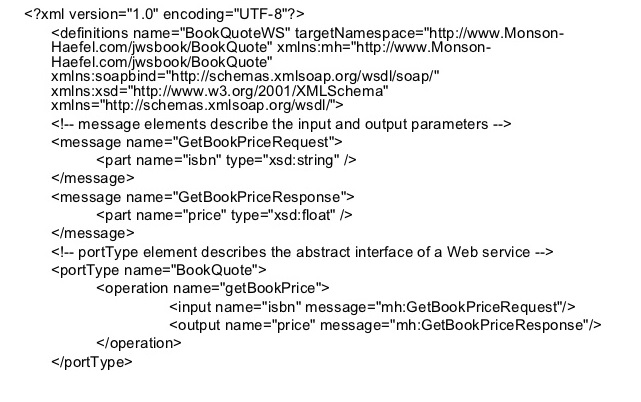 <?xml version="1.0" encoding="UTF-8"?>
<definitions name="BookQuoteWS" targetNamespace="http://www.Monson-
Haefel.com/jwsbook/BookQuote" xmlns:mh="http://www.Monson-
Haefel.com/jwsbook/BookQuote"
xmlns:soapbind="http://schemas.xmlsoap.org/wsdl/soap/"
xmlns:xsd="http://www.w3.org/2001/XMLSchema"
xmlns="http://schemas.xmlsoap.org/wsdl/">
<!-- message elements describe the input and output parameters -->
<message name="GetBookPriceRequest">
<part name="isbn" type="xsd:string" />
</message>
<message name="GetBookPriceResponse">
<part name="price" type="xsd:float" />
</message>
<!-- portType element describes the abstract interface of a Web service -->
<portType name="BookQuote">
<operation name="getBookPrice">
<input name="isbn" message="mh:GetBookPriceRequest"/>
<output name="price" message="mh:GetBookPriceResponse"/>
</operation>
</portType>